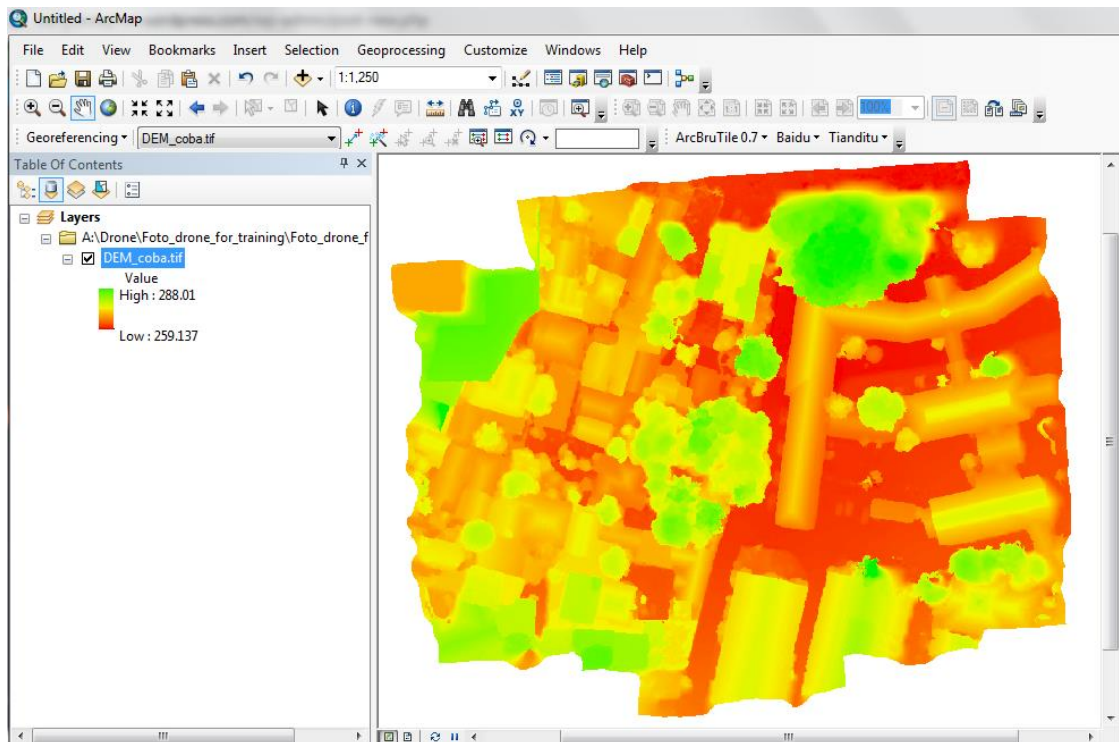 Untitled - ArcMap
File Edit View Bookmarks Insert Selection Geoprocessing Customize Windows Help
1:1,250
100%
Georeferencing DEM_coba.tif ArcBruTile 0.7 Baidu Tianditu
Table Of Contents
Layers
A:\Drone\Foto_drone_for_training\Foto_drone_f
DEM_coba.tif
Value
High : 288.01
Low : 259.137